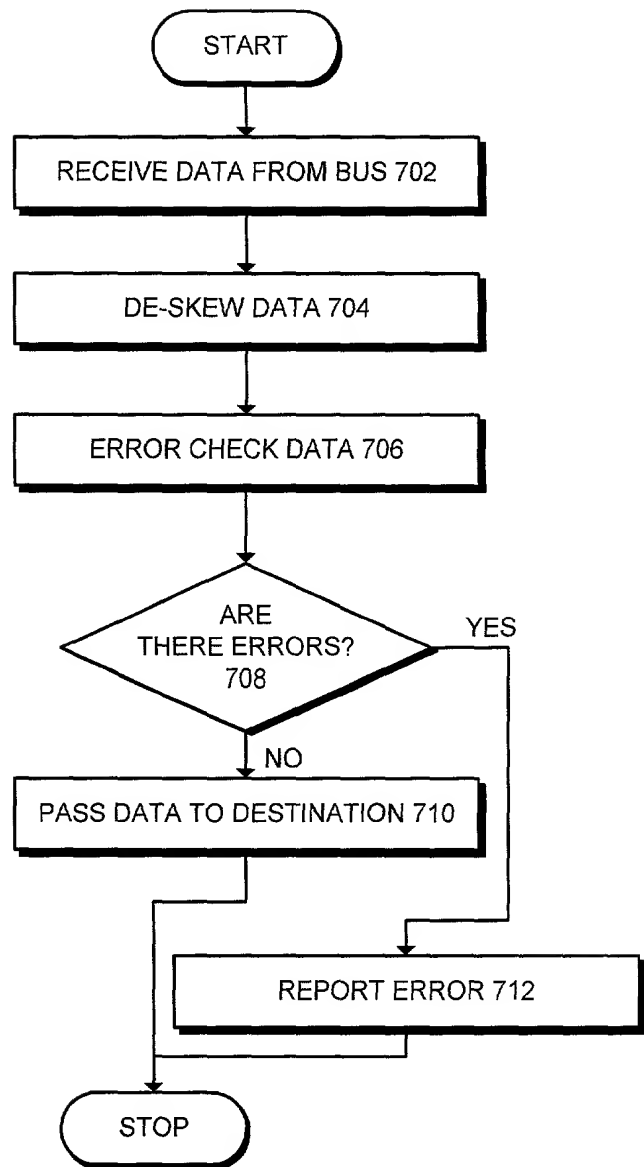 START
RECEIVE DATA FROM BUS 702
DE-SKEW DATA 704
ERROR CHECK DATA 706
ARE
THERE ERRORS?
708
YES
NO
PASS DATA TO DESTINATION 710
REPORT ERROR 712
STOP